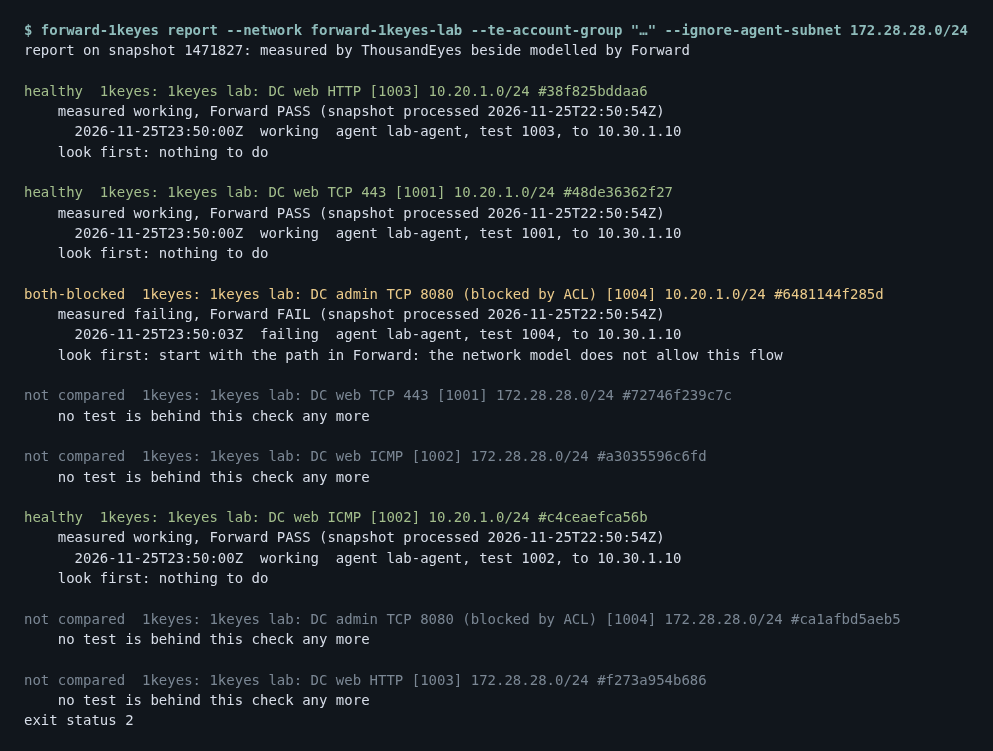 $ forward-1keyes report --network forward-1keyes-lab --te-account-group "…" --ignore-agent-subnet 172.28.28.0/24
report on snapshot 1471827: measured by ThousandEyes beside modelled by Forward
healthy  1keyes: 1keyes lab: DC web HTTP [1003] 10.20.1.0/24 #38f825bddaa6
measured working, Forward PASS (snapshot processed 2026-11-25T22:50:54Z)
2026-11-25T23:50:00Z  working  agent lab-agent, test 1003, to 10.30.1.10
look first: nothing to do
healthy  1keyes: 1keyes lab: DC web TCP 443 [1001] 10.20.1.0/24 #48de36362f27
measured working, Forward PASS (snapshot processed 2026-11-25T22:50:54Z)
2026-11-25T23:50:00Z  working  agent lab-agent, test 1001, to 10.30.1.10
look first: nothing to do
both-blocked  1keyes: 1keyes lab: DC admin TCP 8080 (blocked by ACL) [1004] 10.20.1.0/24 #6481144f285d
measured failing, Forward FAIL (snapshot processed 2026-11-25T22:50:54Z)
2026-11-25T23:50:03Z  failing  agent lab-agent, test 1004, to 10.30.1.10
look first: start with the path in Forward: the network model does not allow this flow
not compared  1keyes: 1keyes lab: DC web TCP 443 [1001] 172.28.28.0/24 #72746f239c7c
no test is behind this check any more
not compared  1keyes: 1keyes lab: DC web ICMP [1002] 172.28.28.0/24 #a3035596c6fd
no test is behind this check any more
healthy  1keyes: 1keyes lab: DC web ICMP [1002] 10.20.1.0/24 #c4ceaefca56b
measured working, Forward PASS (snapshot processed 2026-11-25T22:50:54Z)
2026-11-25T23:50:00Z  working  agent lab-agent, test 1002, to 10.30.1.10
look first: nothing to do
not compared  1keyes: 1keyes lab: DC admin TCP 8080 (blocked by ACL) [1004] 172.28.28.0/24 #ca1afbd5aeb5
no test is behind this check any more
not compared  1keyes: 1keyes lab: DC web HTTP [1003] 172.28.28.0/24 #f273a954b686
no test is behind this check any more
exit status 2